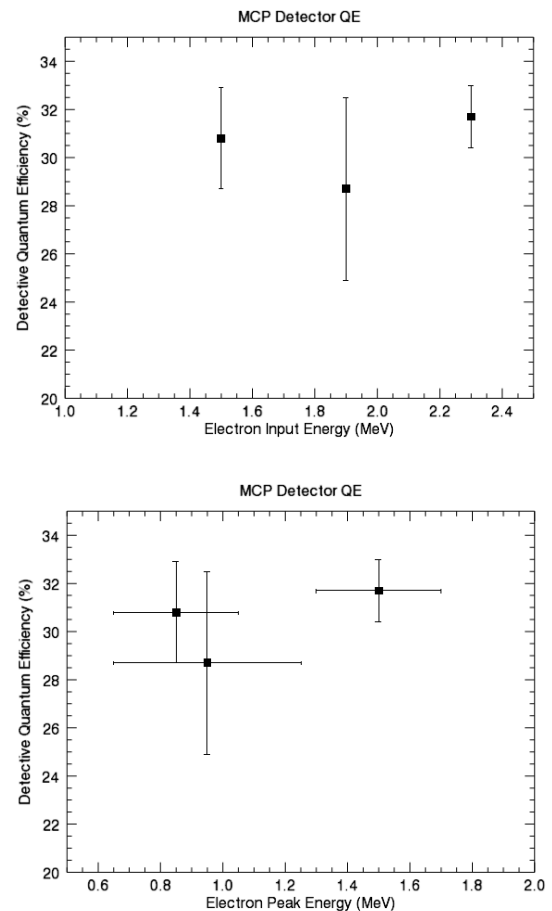 MCP Detector QE
Detective Quantum Efficiency (%)
34
32
30
28
26
24
22
20
1.0 1.2 1.4 1.6 1.8 2.0 2.2 2.4
Electron Input Energy (MeV)
MCP Detector QE
Detective Quantum Efficiency (%)
34
32
30
28
26
24
22
20
0.6 0.8 1.0 1.2 1.4 1.6 1.8 2.0
Electron Peak Energy (MeV)